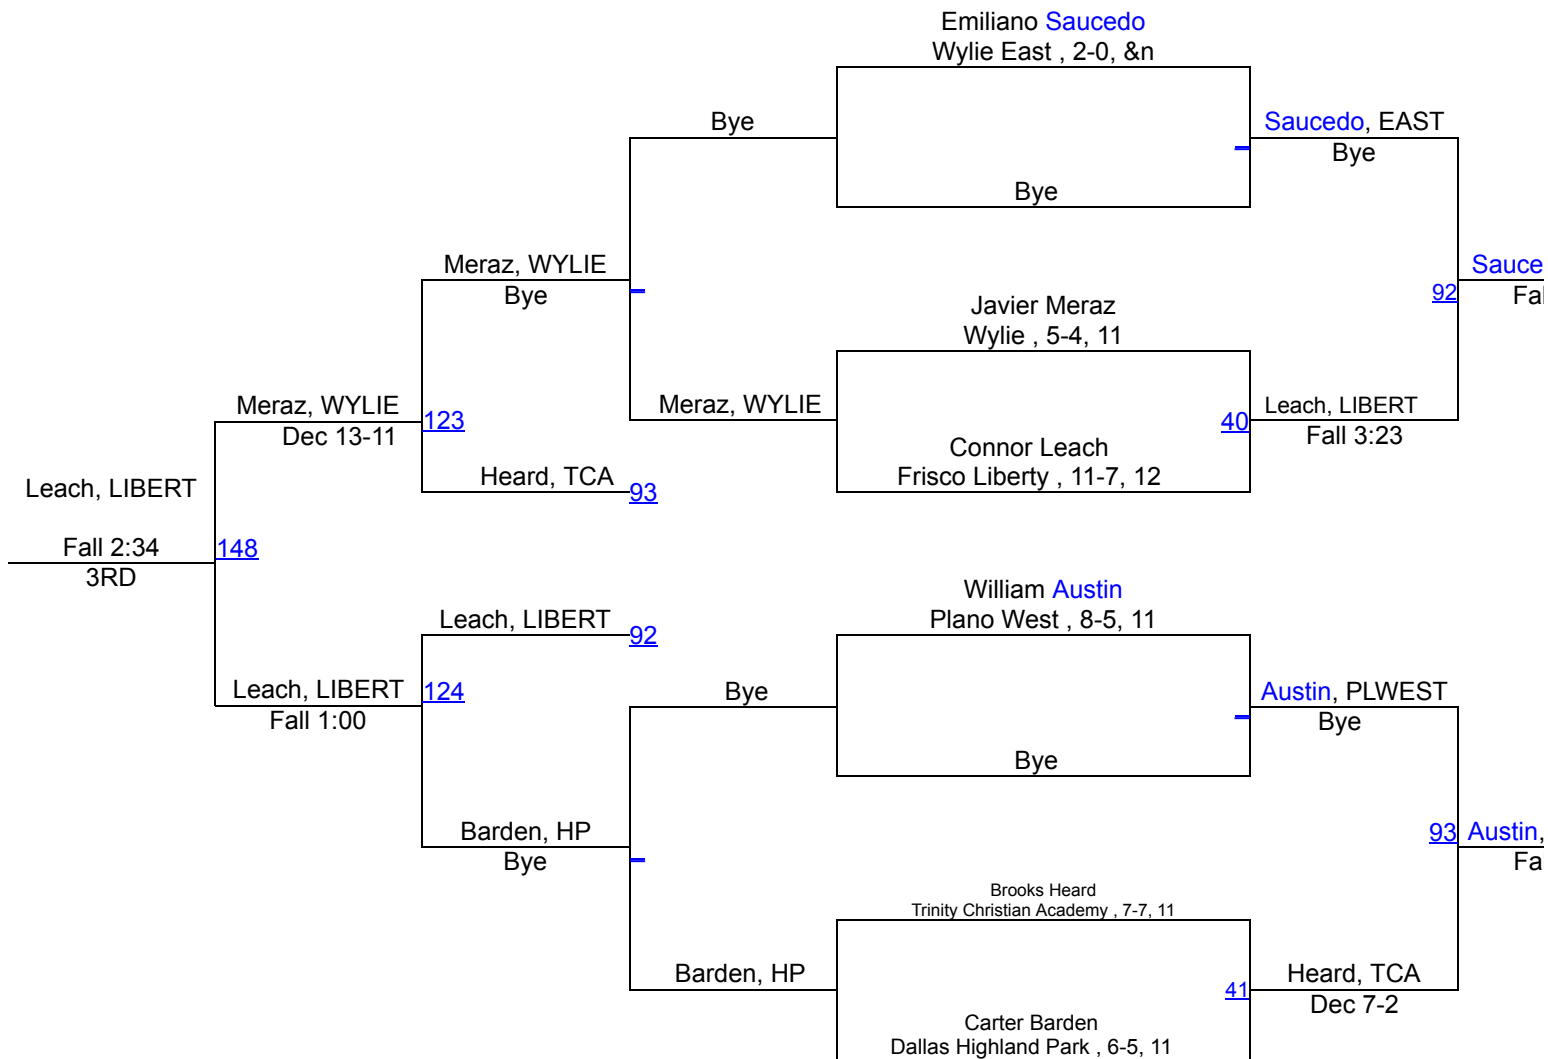 Emiliano Saucedo
Wylie East , 2-0, &n
Bye
Saucedo, EAST
Bye
Bye
Meraz, WYLIE
Bye
Sauce
Fal
92
Javier Meraz
Wylie , 5-4, 11
Meraz, WYLIE
Dec 13-11
123
Meraz, WYLIE
40
Leach, LIBERT
Fall 3:23
Connor Leach
Frisco Liberty , 11-7, 12
Heard, TCA
93
Leach, LIBERT
Fall 2:34
3RD
148
William Austin
Plano West , 8-5, 11
Leach, LIBERT
92
Leach, LIBERT
Fall 1:00
124
Bye
Austin, PLWEST
Bye
Bye
Barden, HP
Bye
93
Austin,
Fa
Brooks Heard
Trinity Christian Academy , 7-7, 11
Barden, HP
41
Heard, TCA
Dec 7-2
Carter Barden
Dallas Highland Park , 6-5, 11